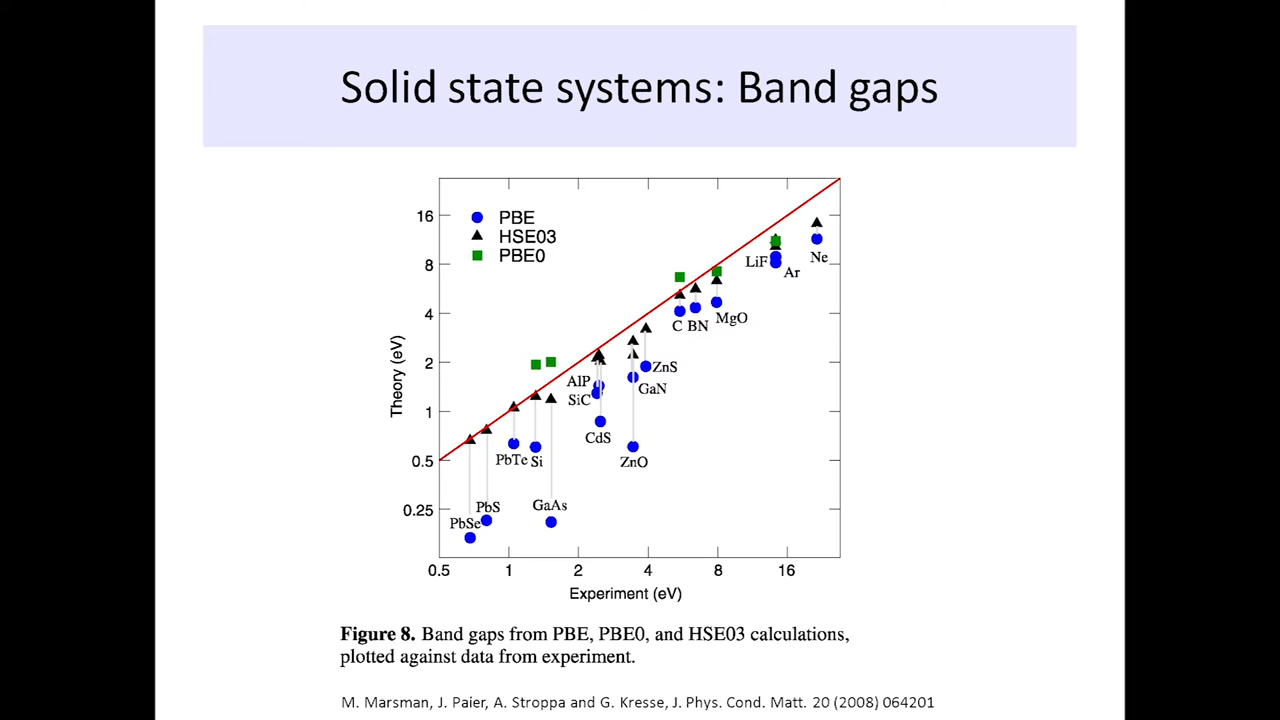 Solid state systems: Band gaps
16
8
4
2
1
0.5
0.25
Theory (eV)
PBE
HSE03
PBE0
LiF
Ar
Ne
C BN
MgO
ZnS
AlP
GaN
SiC
CdS
PbTe Si
ZnO
PbS
GaAs
PbSe
0.5 1 2 4 8 16
Experiment (eV)
Figure 8. Band gaps from PBE, PBE0, and HSE03 calculations,
plotted against data from experiment.
M. Marsman, J. Paier, A. Stroppa and G. Kresse, J. Phys. Cond. Matt. 20 (2008) 064201